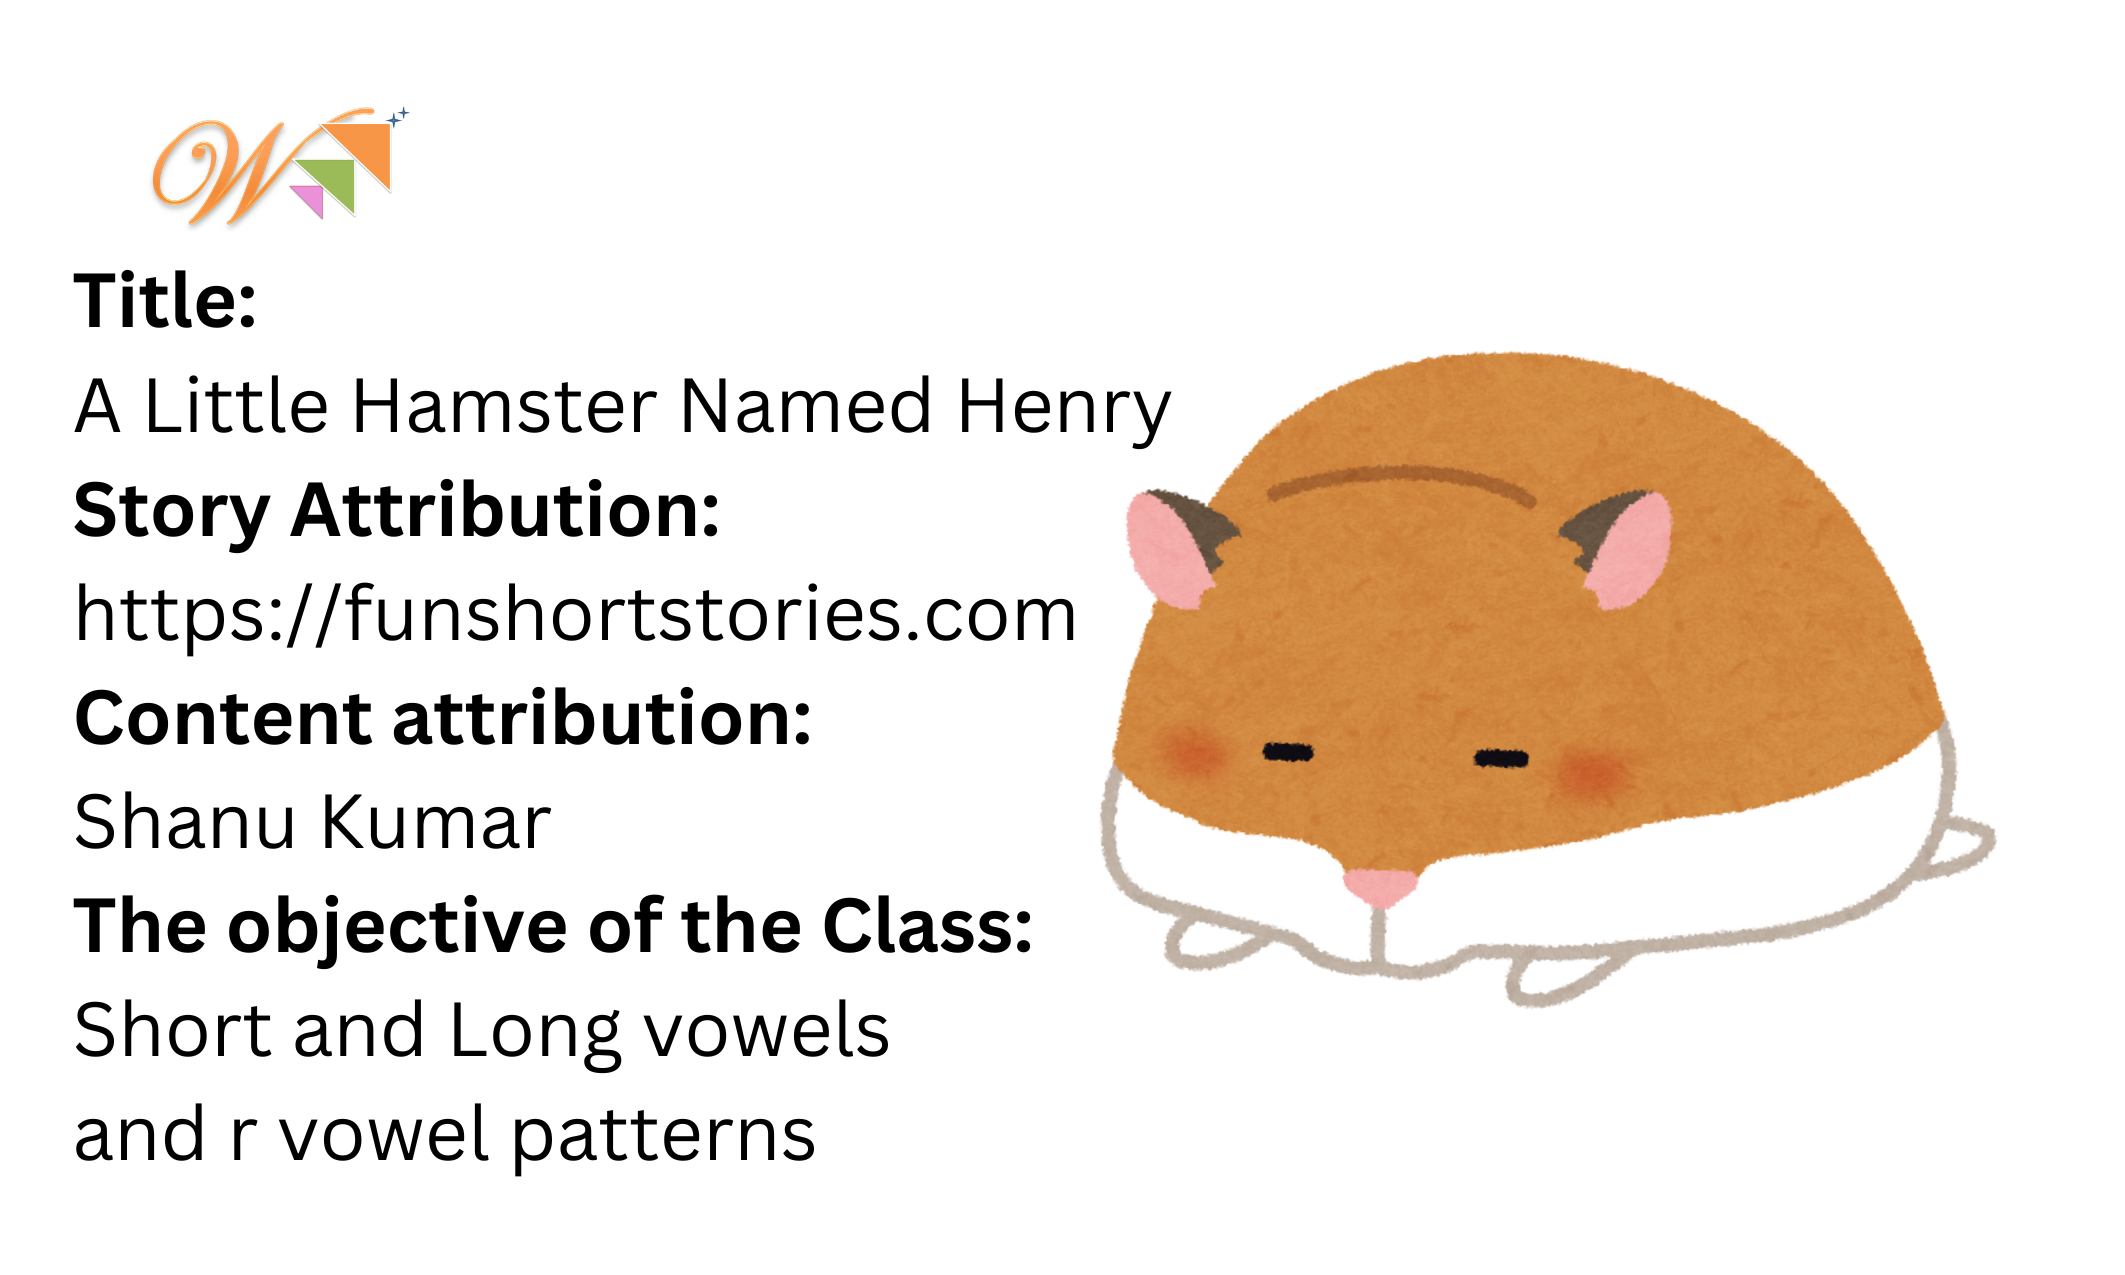 W
Title:
A Little Hamster Named Henry
Story Attribution:
https://funshortstories.com
Content attribution:
Shanu Kumar
The objective of the Class:
Short and Long vowels
and r vowel patterns